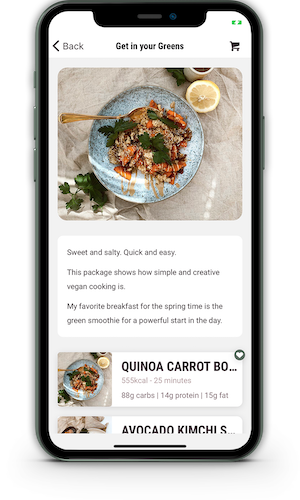 Back
Get in your Greens
Sweet and salty. Quick and easy.
This package shows how simple and creative
vegan cooking is.
My favorite breakfast for the spring time is the
green smoothie for a powerful start in the day.
QUINOA CARROT BO...
555kcal - 25 minutes
88g carbs | 14g protein | 15g fat
AVOCADO KIMCHI S...